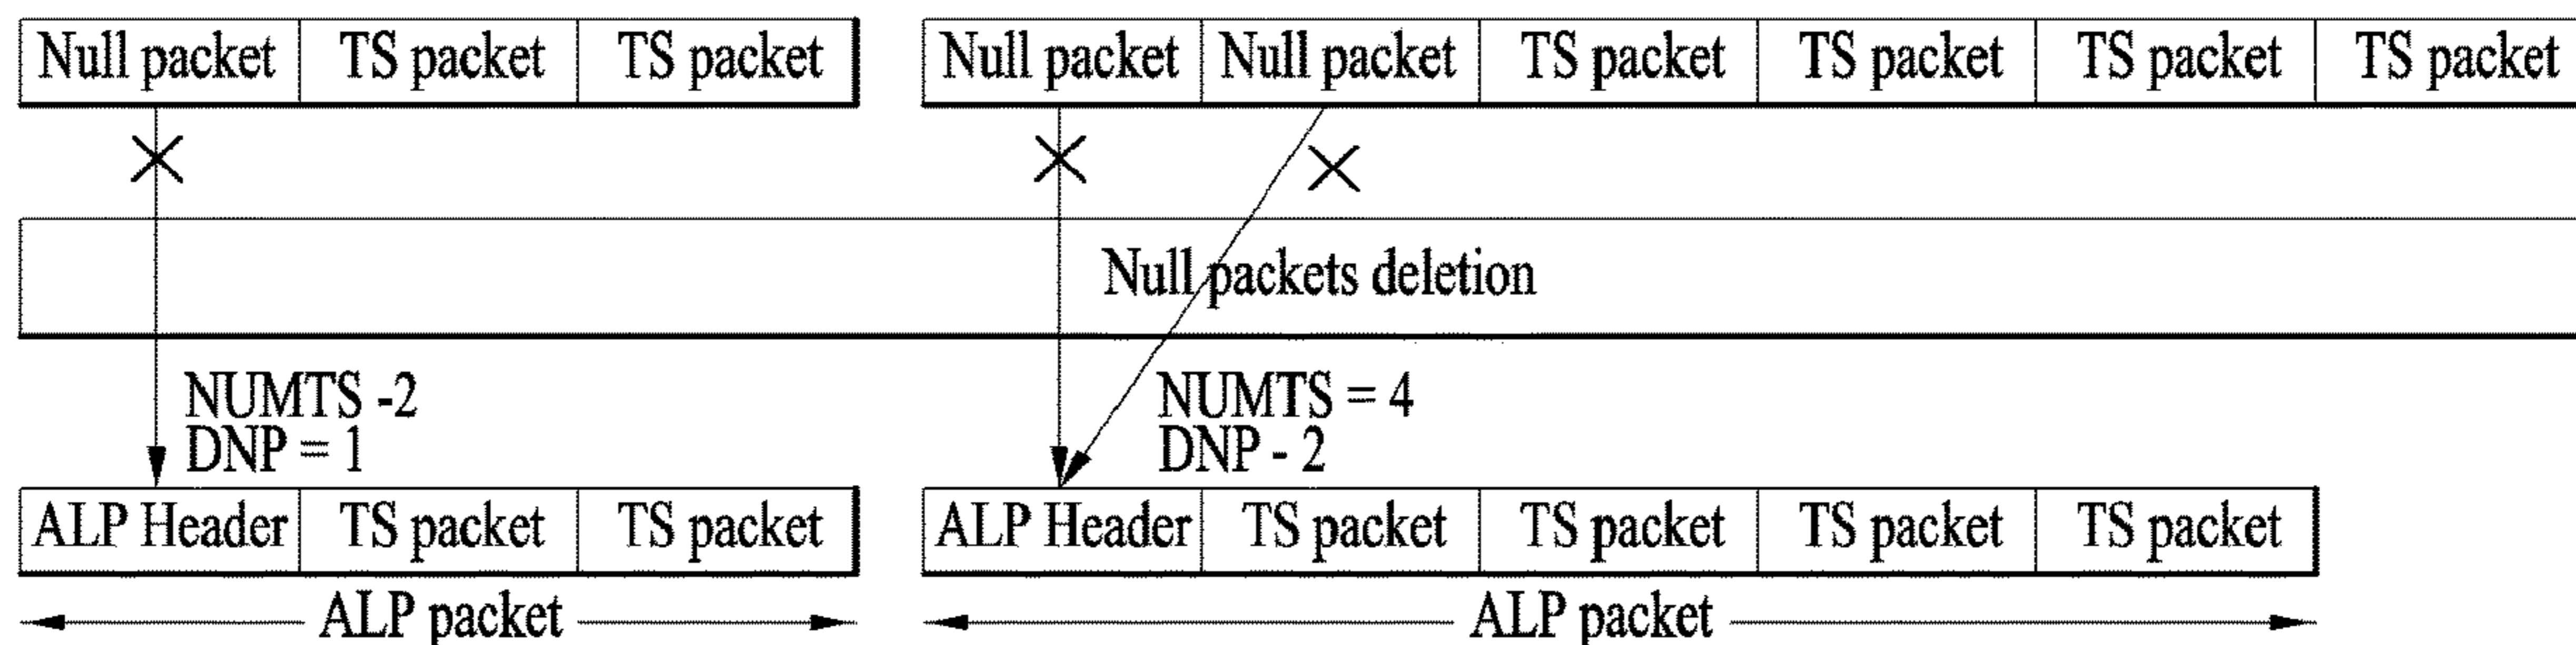 Null packet TS packet TS packet Null packet Null packet TS packet TS packet TS packet TS packet
Null packets deletion
NUMTS -2 NUMTS = 4
DNP = 1 DNP - 2
ALP Header TS packet TS packet ALP Header TS packet TS packet TS packet TS packet
ALP packet ALP packet